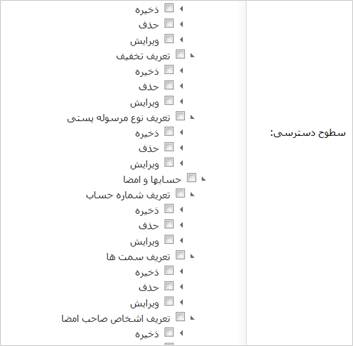 ذخیره
حذف
ویرایش
تعریف تخفیف
ذخیره
حذف
ویرایش
تعریف نوع مرسوله پستی
ذخیره
سطوح دسترسی:
حذف
ویرایش
حسابها و امضا
تعریف شماره حساب
ذخیره
حذف
ویرایش
تعریف سمت ها
ذخیره
حذف
ویرایش
تعریف اشخاص صاحب امضا
ذخیره